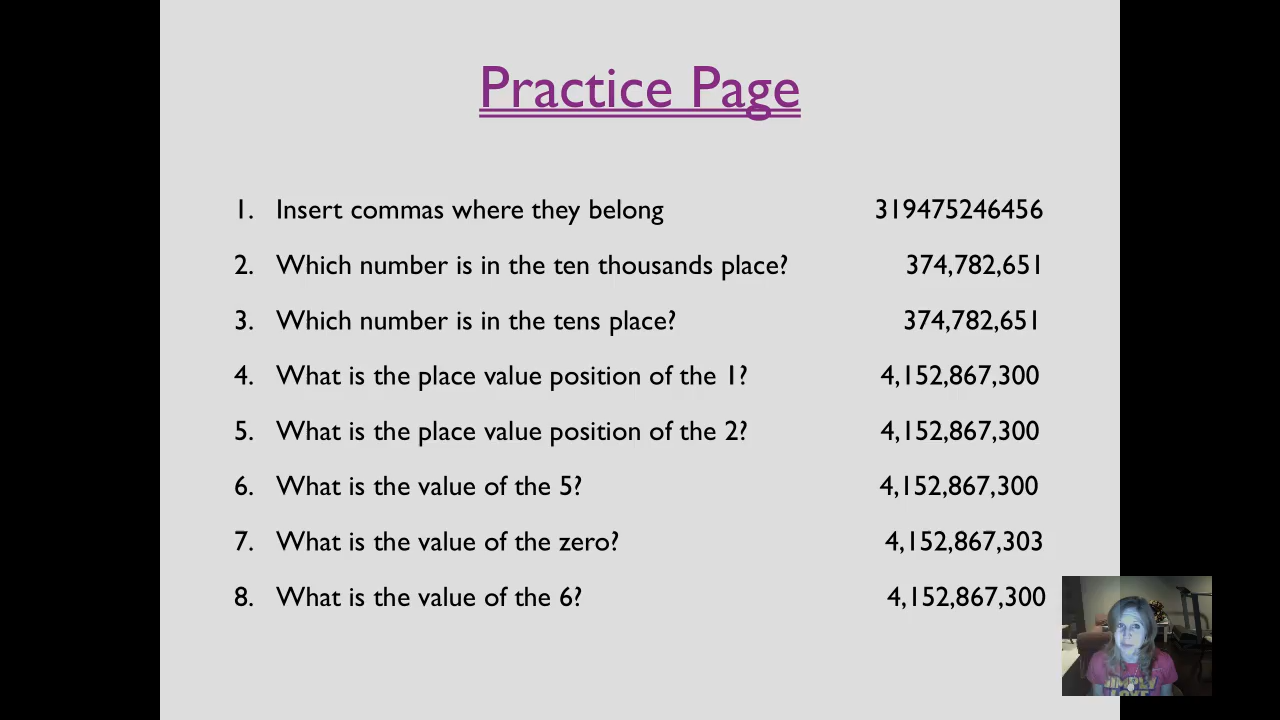 Practice Page
1. Insert commas where they belong 319475246456
2. Which number is in the ten thousands place? 374,782,651
3. Which number is in the tens place? 374,782,651
4. What is the place value position of the 1? 4,152,867,300
5. What is the place value position of the 2? 4,152,867,300
6. What is the value of the 5? 4,152,867,300
7. What is the value of the zero? 4,152,867,303
8. What is the value of the 6? 4,152,867,300